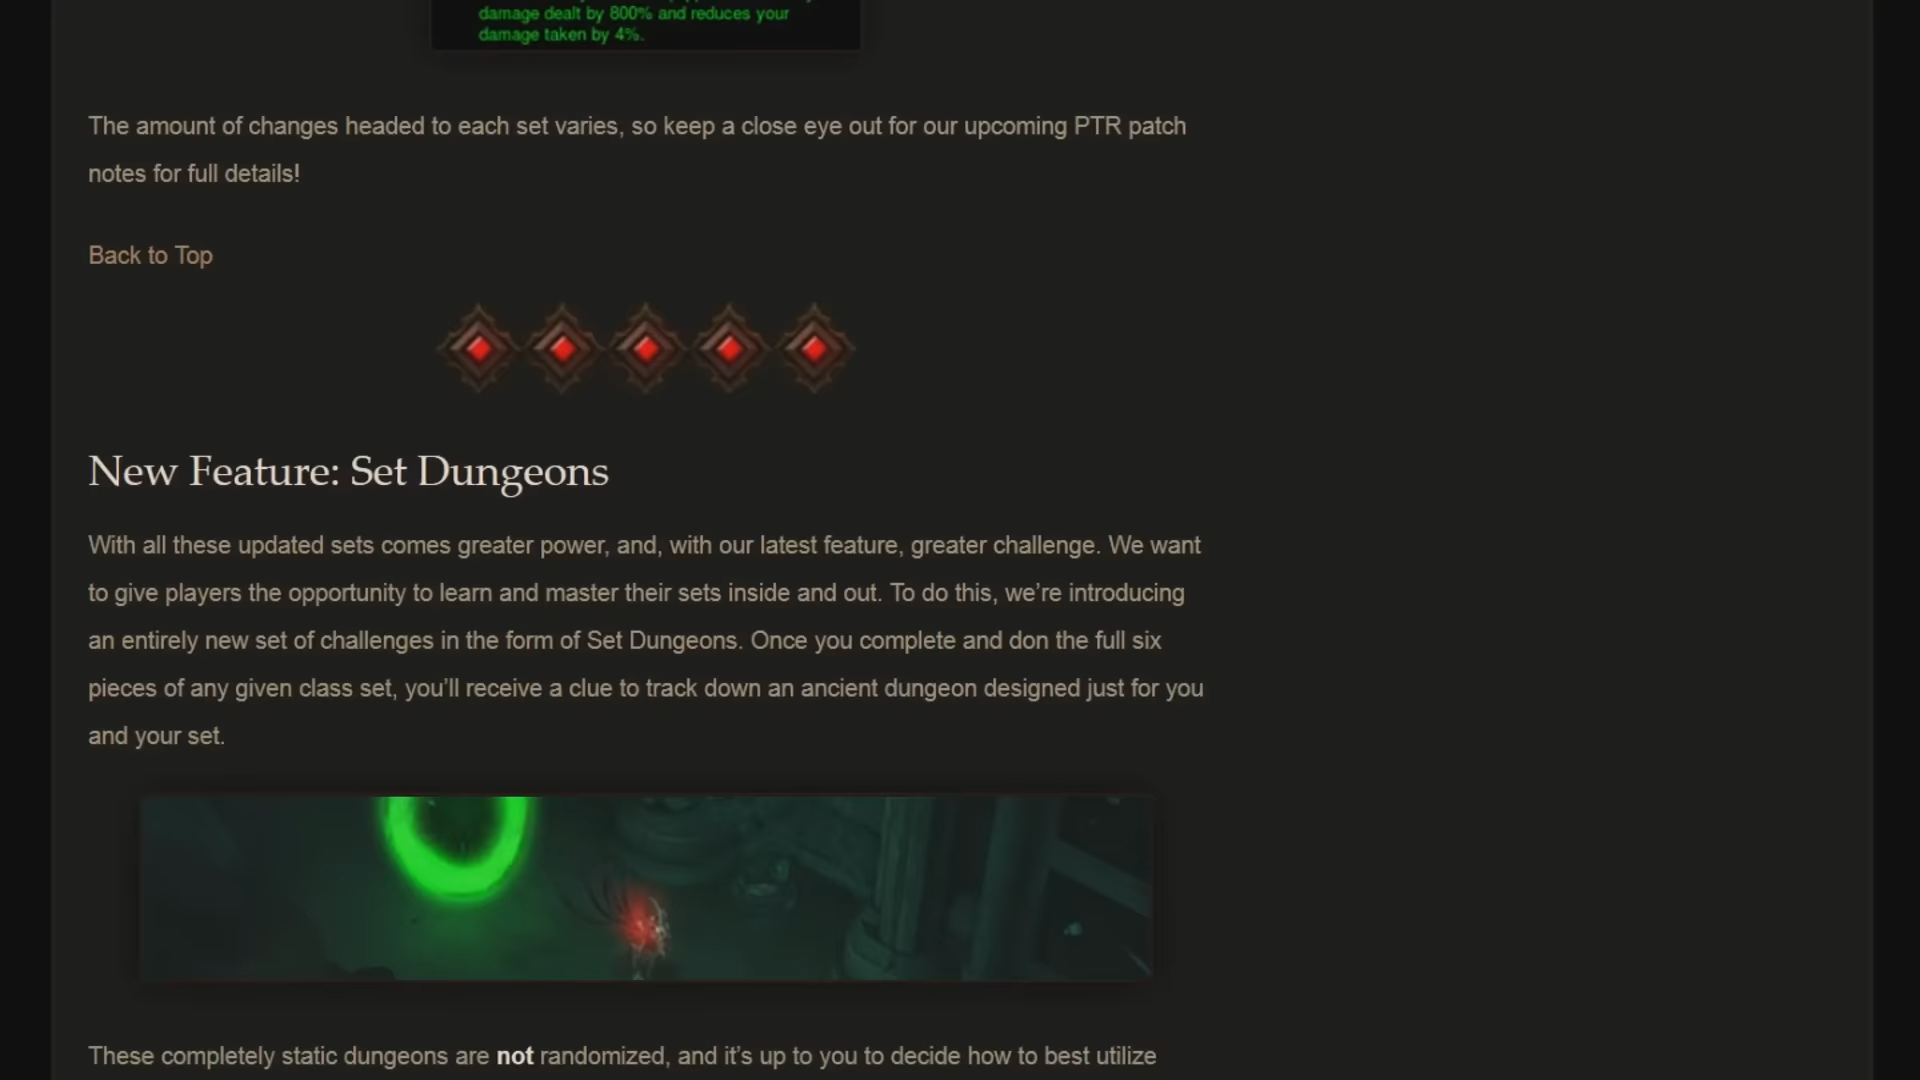 damage dealt by 800% and reduces your
damage taken by 4%.
The amount of changes headed to each set varies, so keep a close eye out for our upcoming PTR patch
notes for full details!
Back to Top
New Feature: Set Dungeons
With all these updated sets comes greater power, and, with our latest feature, greater challenge. We want
to give players the opportunity to learn and master their sets inside and out. To do this, we’re introducing
an entirely new set of challenges in the form of Set Dungeons. Once you complete and don the full six
pieces of any given class set, you’ll receive a clue to track down an ancient dungeon designed just for you
and your set.
These completely static dungeons are not randomized, and it’s up to you to decide how to best utilize